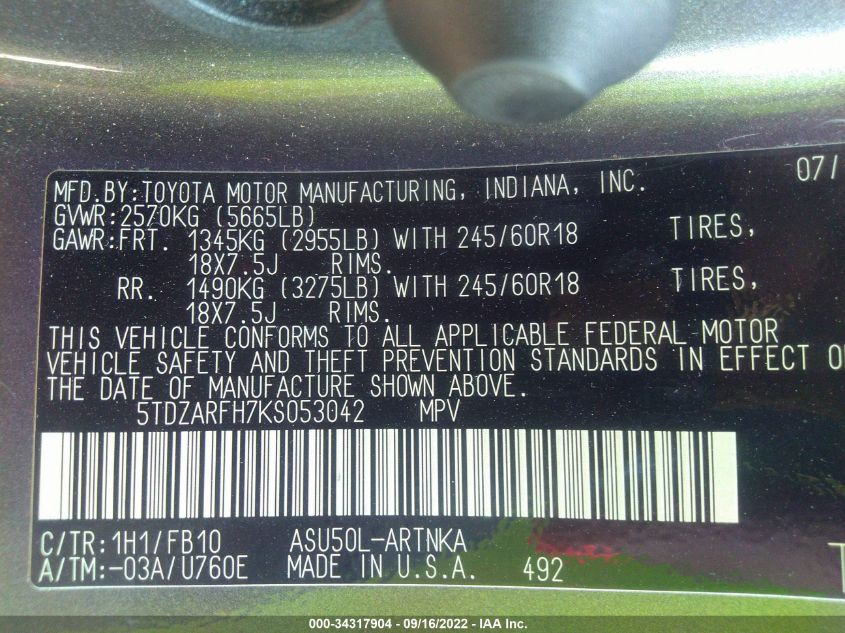 MFD.BY:TOYOTA MOTOR MANUFACTURING, INDIANA, INC. 07/
GVWR:2570KG (5665LB)
GAWR:FRT. 1345KG (2955LB) WITH 245/60R18 TIRES,
18X7.5J RIMS.
RR. 1490KG (3275LB) WITH 245/60R18 TIRES,
18X7.5J RIMS.
THIS VEHICLE CONFORMS TO ALL APPLICABLE FEDERAL MOTOR
VEHICLE SAFETY AND THEFT PREVENTION STANDARDS IN EFFECT O
THE DATE OF MANUFACTURE SHOWN ABOVE.
5TDZARFH7KS053042 MPV
C/TR:1H1/FB10 ASU50L-ARTNKA
A/TM:-03A/U760E MADE IN U.S.A. 492 T
000-34317904 - 09/16/2022 - IAA Inc.